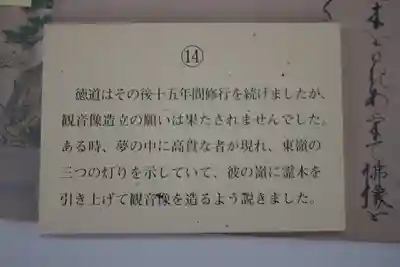 ⑭
徳道はその後十五年間修行を続けましたが、
観音像造立の願いは果たされませんでした。
ある時、夢の中に高貴な者が現れ、東嶺の
三つの灯りを示していて、彼の嶺に霊木を
引き上げて観音像を造るよう説きました。